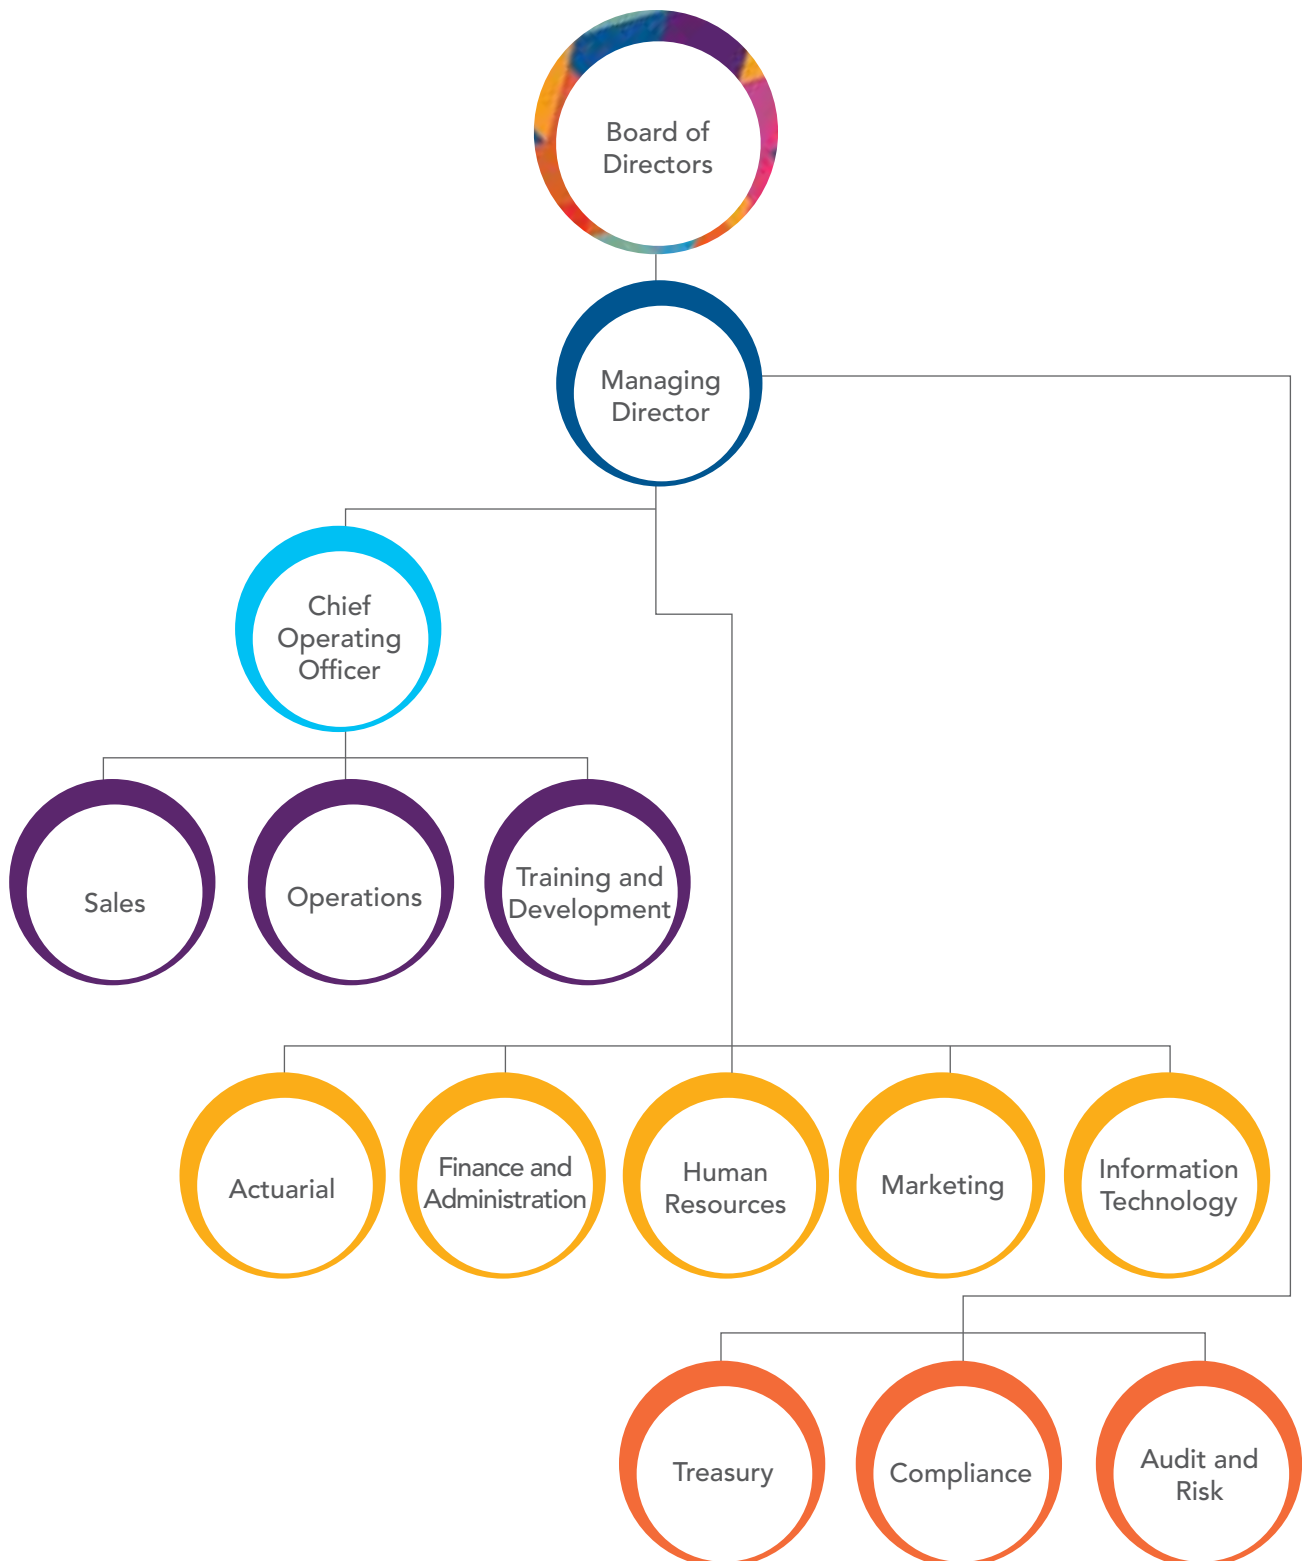 Board of
Directors
Managing
Director
Chief
Operating
Officer
Sales
Operations
Training and
Development
Actuarial
Finance and
Administration
Human
Resources
Marketing
Information
Technology
Treasury
Compliance
Audit and
Risk